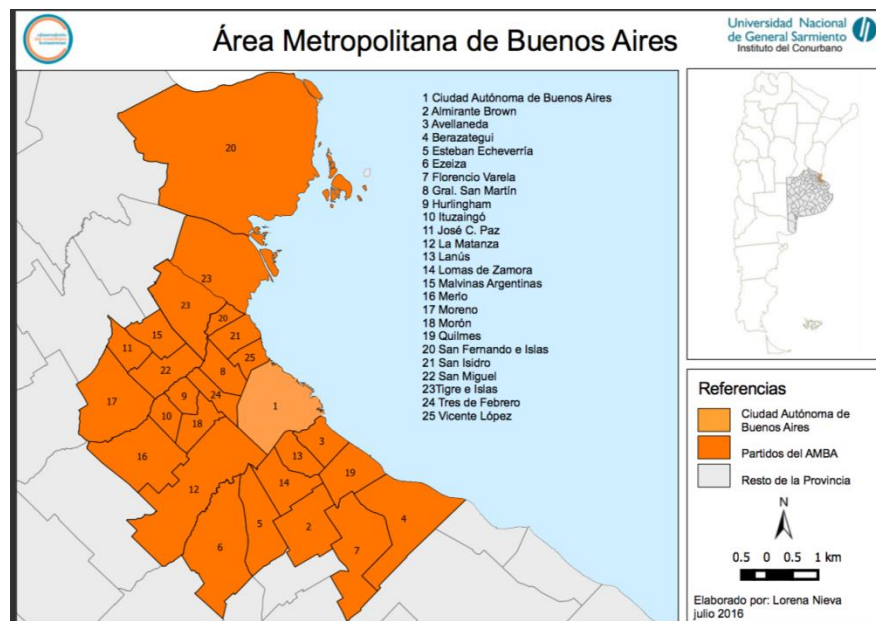 Área Metropolitana de Buenos Aires
Universidad Nacional
de General Sarmiento
Instituto del Conurbano
1 Ciudad Autónoma de Buenos Aires
2 Almirante Brown
3 Avellaneda
4 Berazategui
5 Esteban Echeverría
6 Ezeiza
7 Florencio Varela
8 Gral. San Martín
9 Hurlingham
10 Ituzaingó
11 José C. Paz
12 La Matanza
13 Lanús
14 Lomas de Zamora
15 Malvinas Argentinas
16 Merlo
17 Moreno
18 Morón
19 Quilmes
20 San Fernando e Islas
21 San Isidro
22 San Miguel
23Tigre e Islas
24 Tres de Febrero
25 Vicente López
20
23
23
20
21
15
11
25
22
8
9
24
17
1
10
18
3
16
13
19
12
14
4
5
2
6
7
Referencias
Ciudad Autónoma de
Buenos Aires
Partidos del AMBA
Resto de la Provincia
N
0.5 0 0.5 1 km
Elaborado por: Lorena Nieva
julio 2016